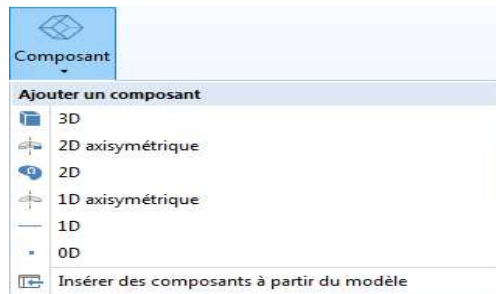 Composant
Ajouter un composant
3D
2D axisymétrique
2D
1D axisymétrique
1D
0D
Insérer des composants à partir du modèle